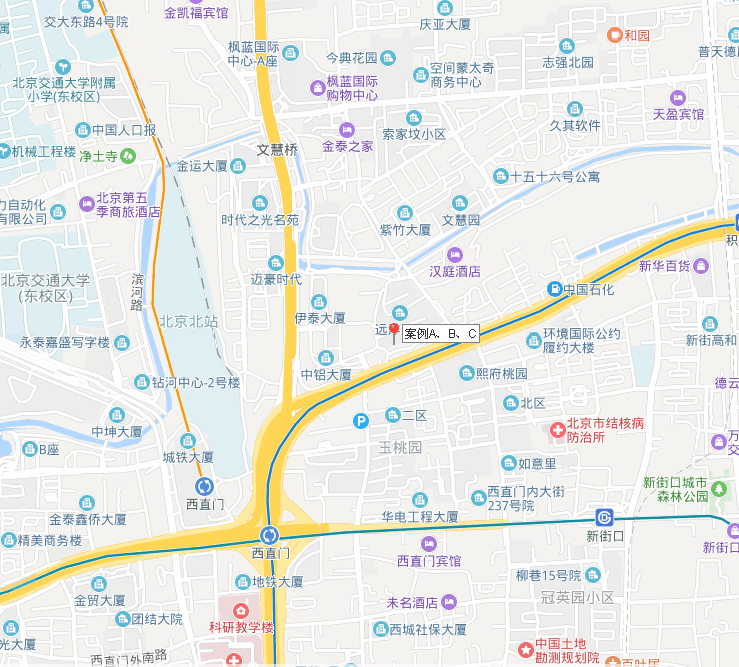 交大东路4号院
金凯福宾馆
庆亚大厦
和园
普天德
枫蓝国际
中心-A座
今典花园
空间蒙太奇
商务中心
志强北园
北京交通大学附属
小学(东校区)
枫蓝国际
购物中心
天盈宾馆
久其软件
中国人口报
金泰之家
索家坟小区
机械工程楼
净土寺
文慧桥
金运大厦
十五十六号公寓
北京第五
季商旅酒店
力自动化
有限公司
时代之光名苑
紫竹大厦
文慧园
积
北京交通大学
(东校区)
滨河路
迈豪时代
汉庭酒店
新华百货
中国石化
北京北站
伊泰大厦
远
案例A、B、C
永泰嘉盛写字楼
环境国际公约
履约大楼
新街高和
中铝大厦
熙府桃园
钻河中心-2号楼
德云
北区
中坤大厦
二区
北京市结核病
防治所
B座
城铁大厦
玉桃园
万
交
如意里
西直门
新街口城市
森林公园
西直门内大街
237号院
金泰鑫侨大厦
华电工程大厦
精美商务楼
西直门
新街口
西直门宾馆
新街口
地铁大厦
柳巷15号院
金贸大厦
未名酒店
冠英园小区
团结大院
科研教学楼
西城社保大厦
光大厦
西直门外南路
中国土地
勘测规划院
百叶居